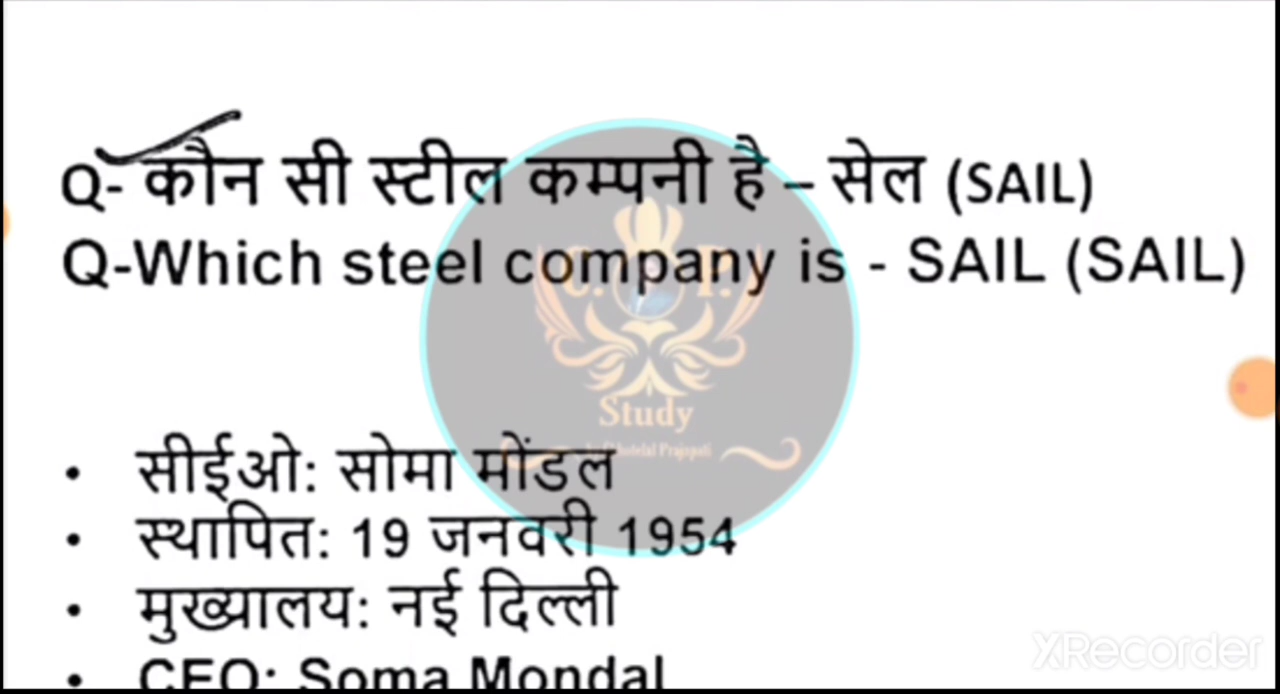 Q- कौन सी स्टील कम्पनी है – सेल (SAIL)
Q-Which steel company is - SAIL (SAIL)
C. P.
Study
• सीईओ: सोमा मोंडल
• स्थापित: 19 जनवरी 1954
• मुख्यालय: नई दिल्ली
• CEO: Soma Mondal
XRecorder